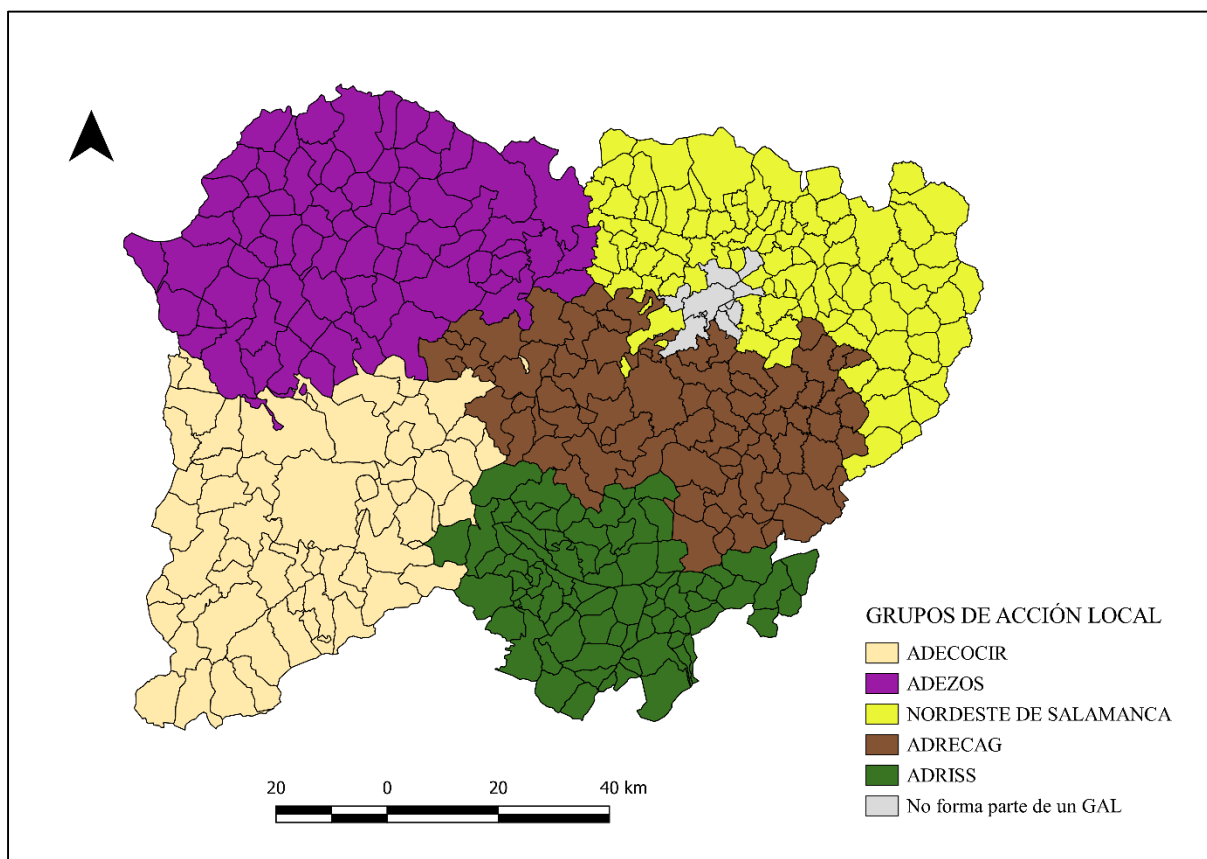 GRUPOS DE ACCIÓN LOCAL
ADECOCIR
ADEZOS
NORDESTE DE SALAMANCA
ADRECAG
ADRISS
No forma parte de un GAL
20 0 20 40 km